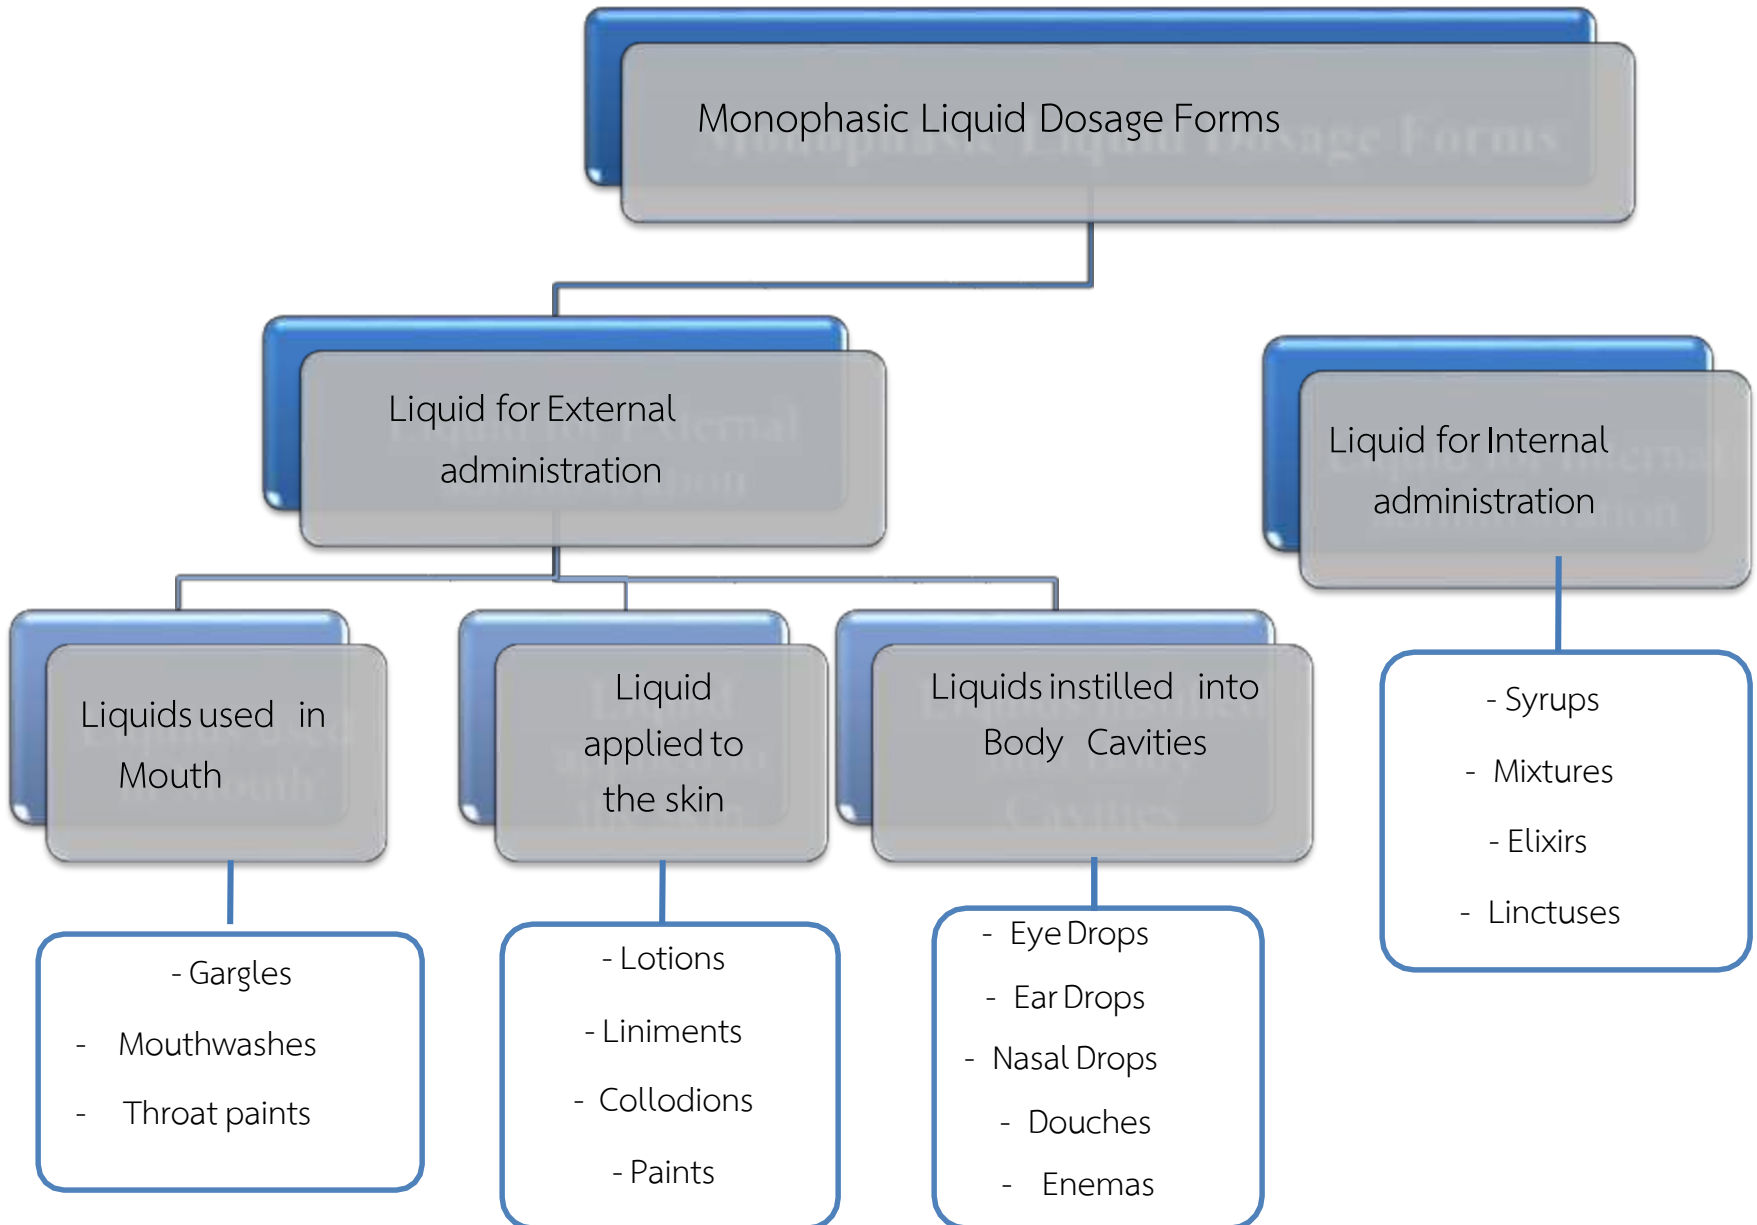 Monophasic Liquid Dosage Forms
Liquid for External
administration
Liquid for Internal
administration
Liquids used in
Mouth
Liquid
applied to
the skin
Liquids instilled into
Body Cavities
- Gargles
- Mouthwashes
- Throat paints
- Lotions
- Liniments
- Collodions
- Paints
- Eye Drops
- Ear Drops
- Nasal Drops
- Douches
- Enemas
- Syrups
- Mixtures
- Elixirs
- Linctuses